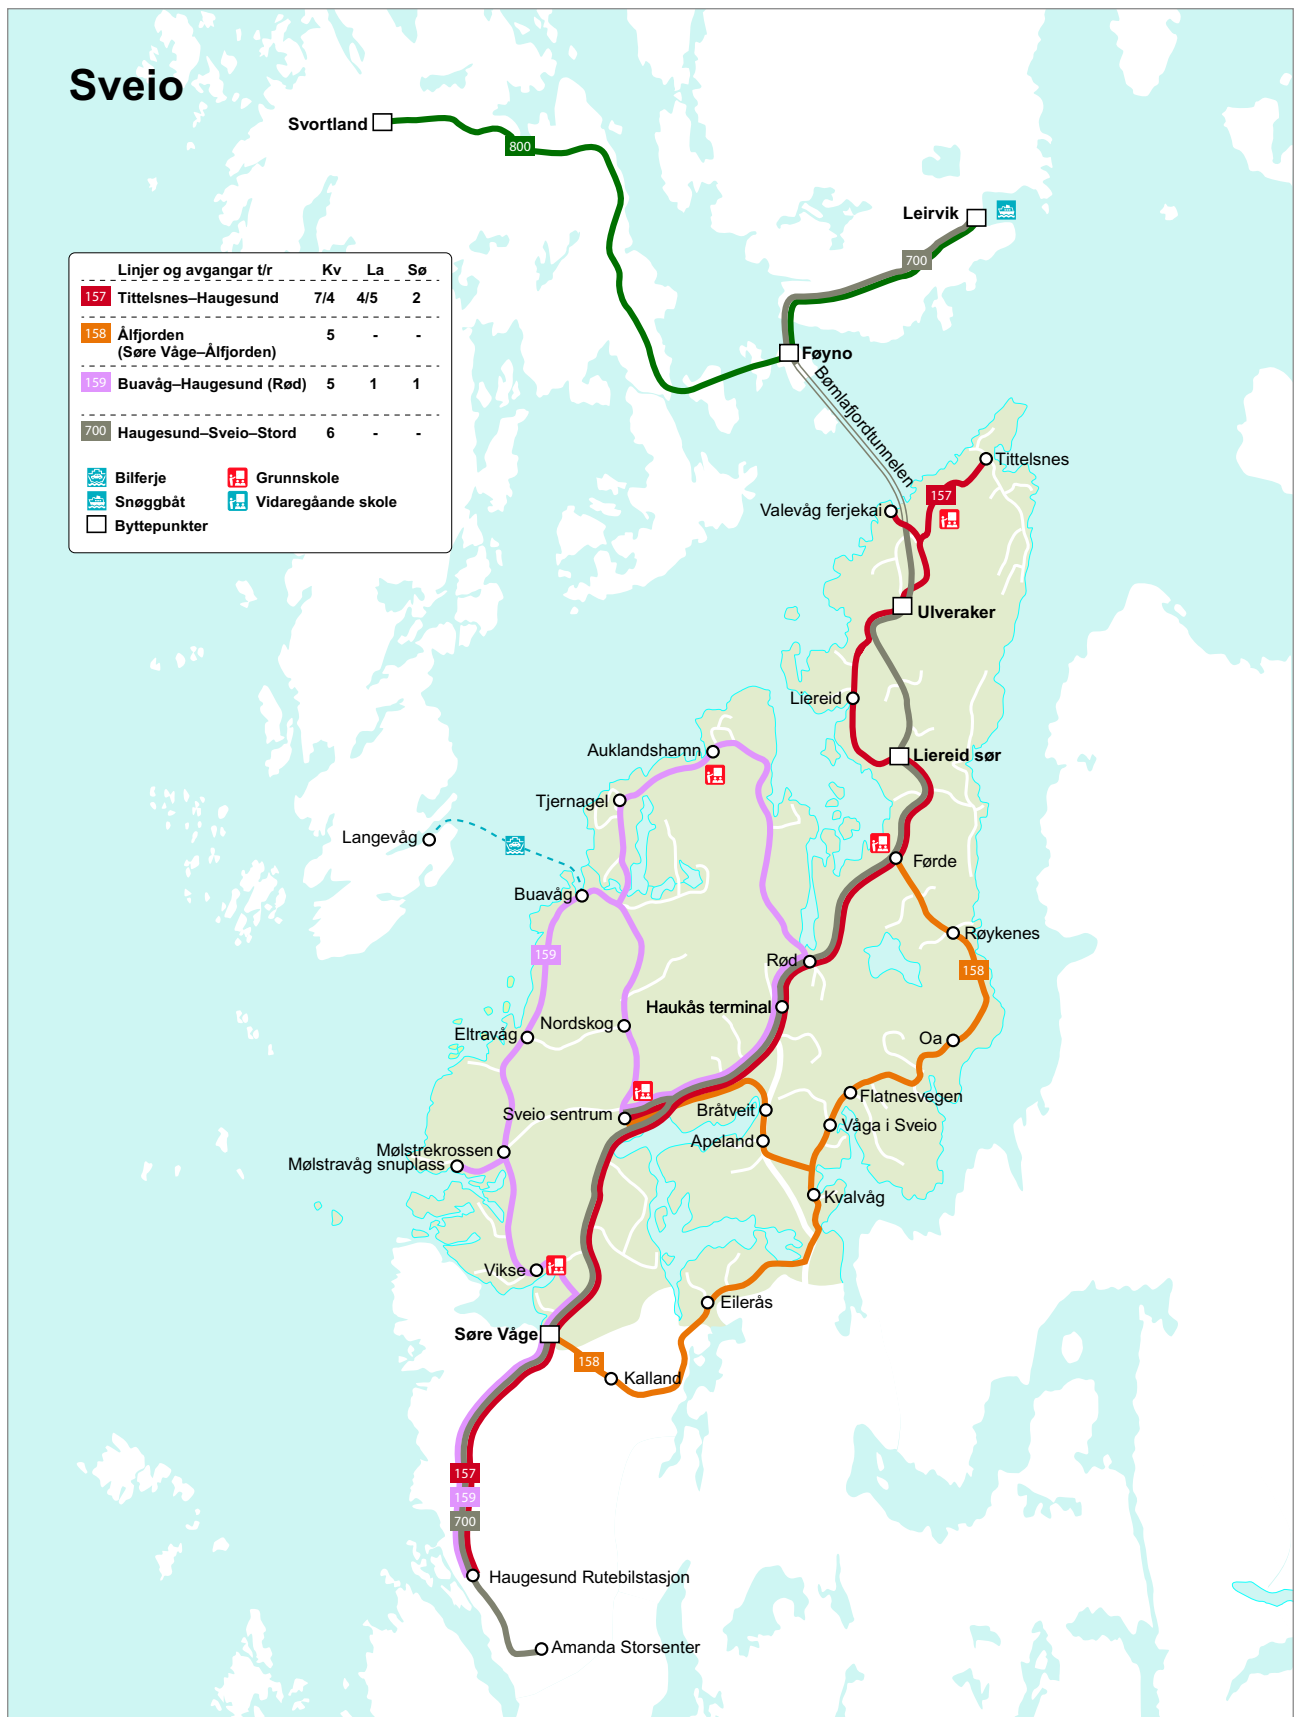 Sveio
Svortland
800
Leirvik
700
Linjer og avgangar t/r Kv La Sø
157 Tittelsnes–Haugesund 7/4 4/5 2
158 Ålfjorden 5 - -
(Søre Våge–Ålfjorden)
159 Buavåg–Haugesund (Rød) 5 1 1
700 Haugesund–Sveio–Stord 6 - -
Bilferje
Grunnskole
Snøggbåt
Vidaregåande skole
Byttepunkter
Føyno
Bømlafjordtunnelen
Tittelsnes
157
Valevåg ferjekai
Ulveraker
Liereid
Auklandshamn
Liereid sør
Tjernagel
Langevåg
Førde
Buavåg
Røykenes
159
Rød
158
Haukås terminal
Nordskog
Eltravåg
Oa
Flatnesvegen
Sveio sentrum
Bråtveit
Våga i Sveio
Apeland
Mølstrekrossen
Mølstravåg snuplass
Kvalvåg
Vikse
Eilerås
Søre Våge
158
Kalland
157
159
700
Haugesund Rutebilstasjon
Amanda Storsenter